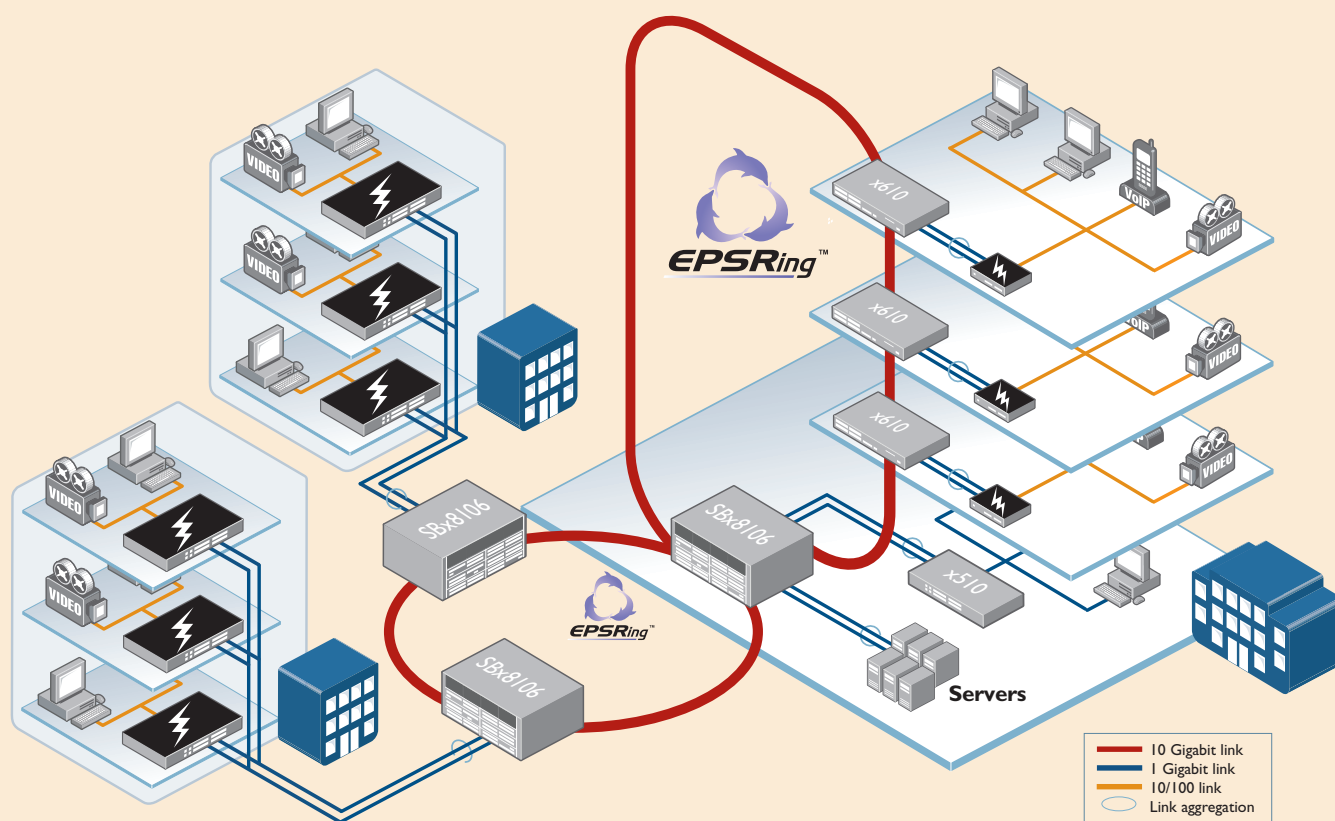 VIDEO
VIDEO
x610
VoIP
VIDEO
EPSRing™
x610
VIDEO
x610
VIDEO
VIDEO
VIDEO
SBx8106
SBx8106
x510
EPSRing™
SBx8106
Servers
10 Gigabit link
1 Gigabit link
10/100 link
Link aggregation